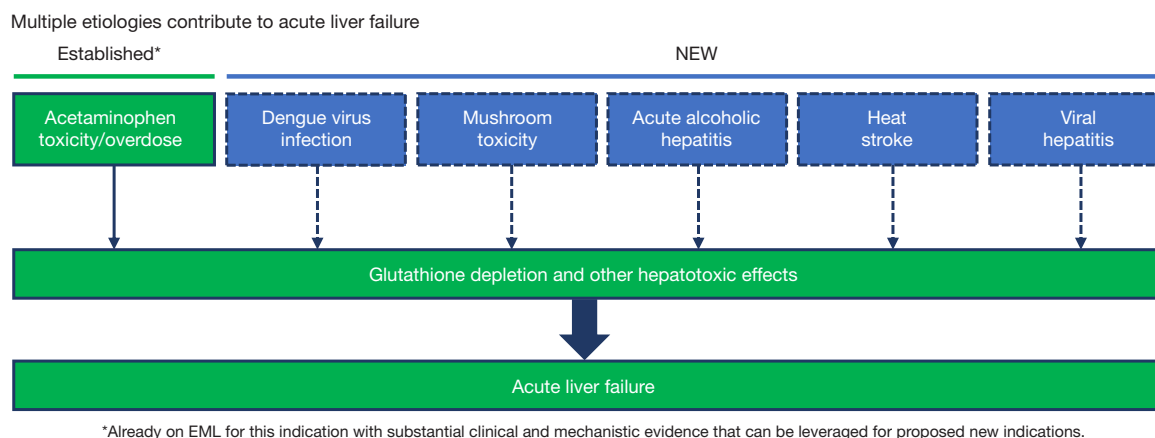 Multiple etiologies contribute to acute liver failure
Established*
NEW
Acetaminophen
toxicity/overdose
Dengue virus
infection
Mushroom
toxicity
Acute alcoholic
hepatitis
Heat
stroke
Viral
hepatitis
Glutathione depletion and other hepatotoxic effects
Acute liver failure
*Already on EML for this indication with substantial clinical and mechanistic evidence that can be leveraged for proposed new indications.